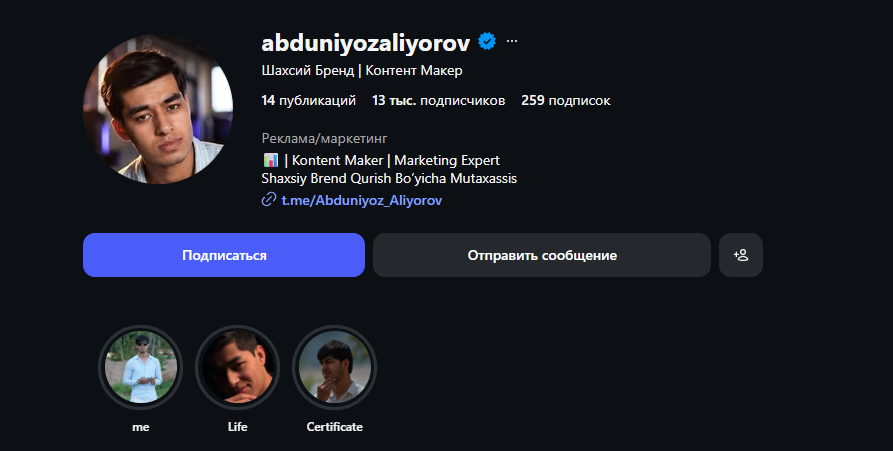 abduniyozaliyorov
Шахсий Бренд | Контент Макер
14 публикаций 13 тыс. подписчиков 259 подписок
Реклама/маркетинг
📊 | Kontent Maker | Marketing Expert
Shaxsiy Brend Qurish Bo’yicha Mutaxassis
t.me/Abduniyoz_Aliyorov
Подписаться Отправить сообщение
me Life Certificate